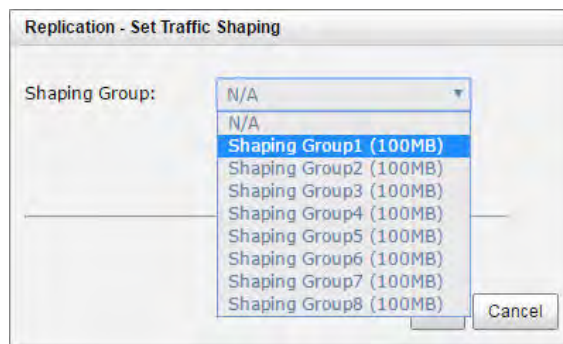 Replication - Set Traffic Shaping
Shaping Group:
N/A
N/A
Shaping Group1 (100MB)
Shaping Group2 (100MB)
Shaping Group3 (100MB)
Shaping Group4 (100MB)
Shaping Group5 (100MB)
Shaping Group6 (100MB)
Shaping Group7 (100MB)
Shaping Group8 (100MB)
Cancel